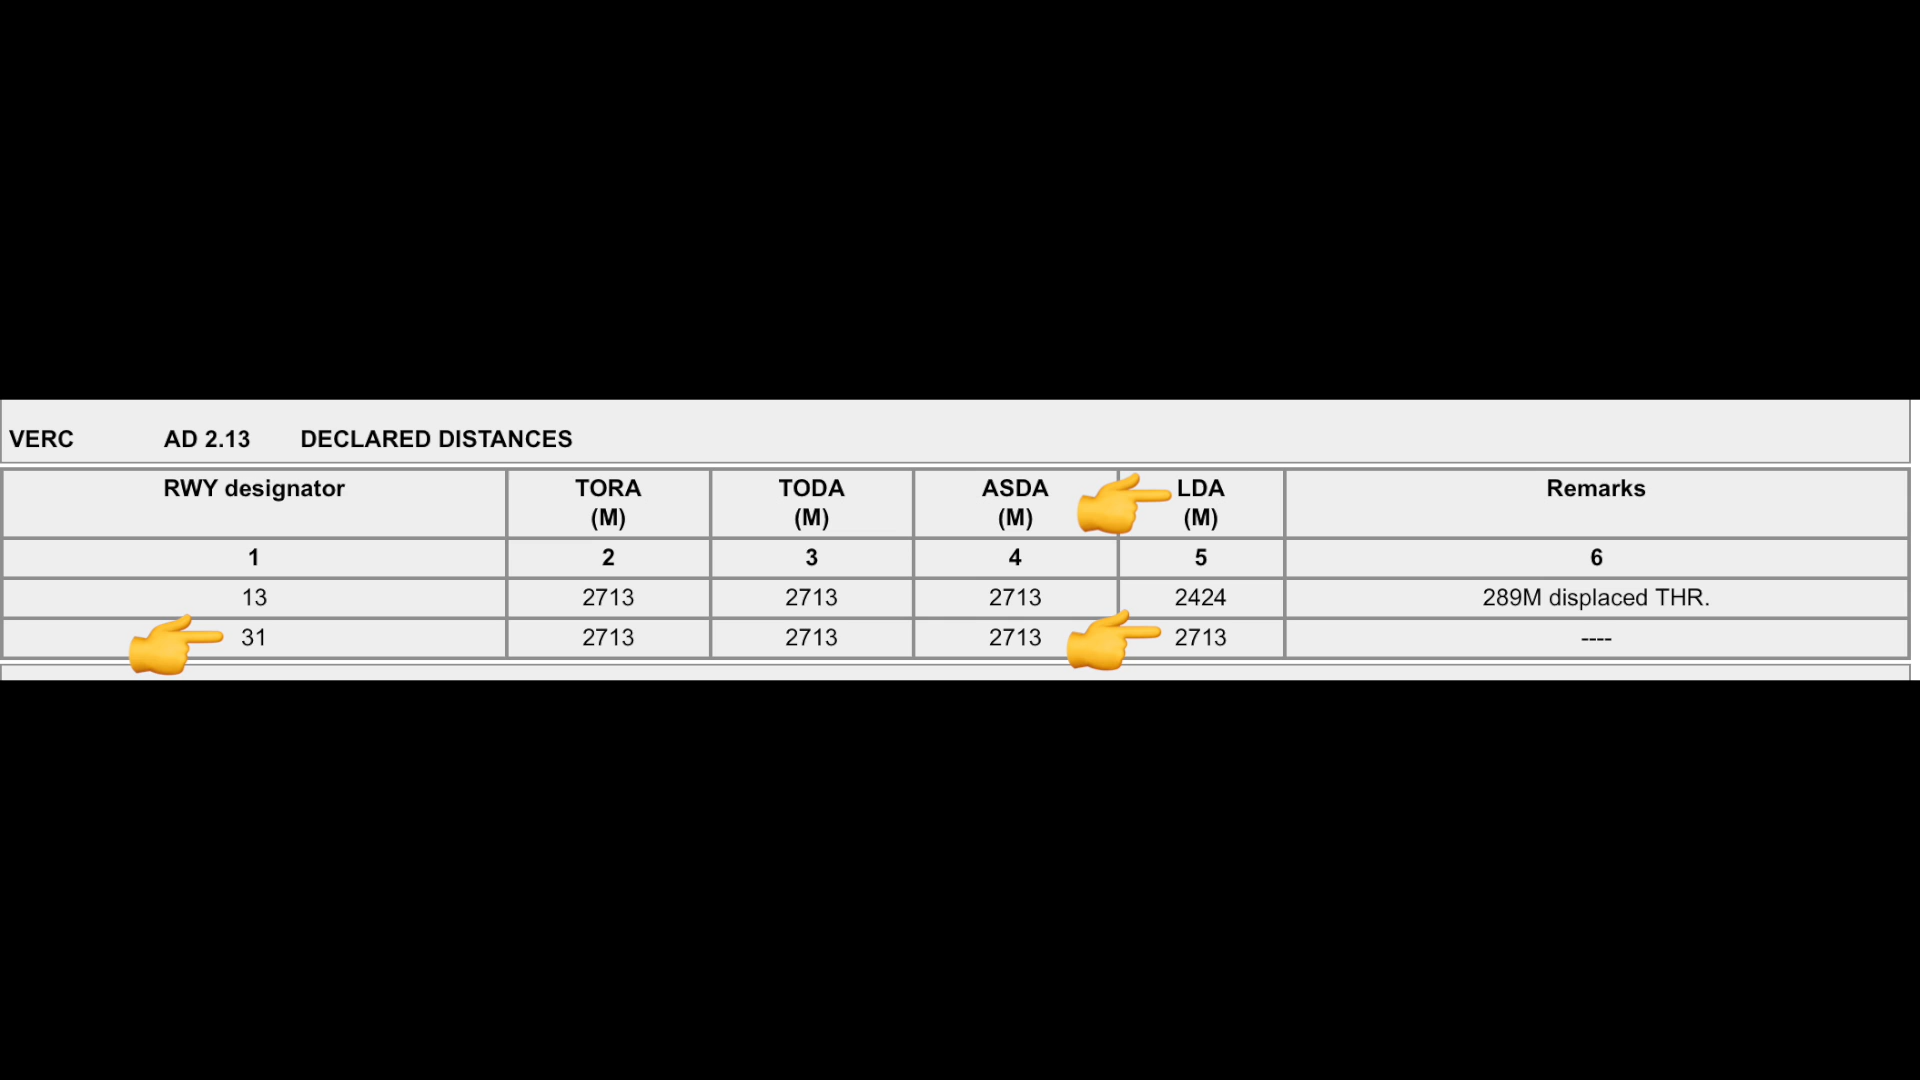 VERC AD 2.13 DECLARED DISTANCES
RWY designator TORA TODA ASDA LDA Remarks
(M) (M) (M) (M)
1 2 3 4 5 6
13 2713 2713 2713 2424 289M displaced THR.
31 2713 2713 2713 2713 ----